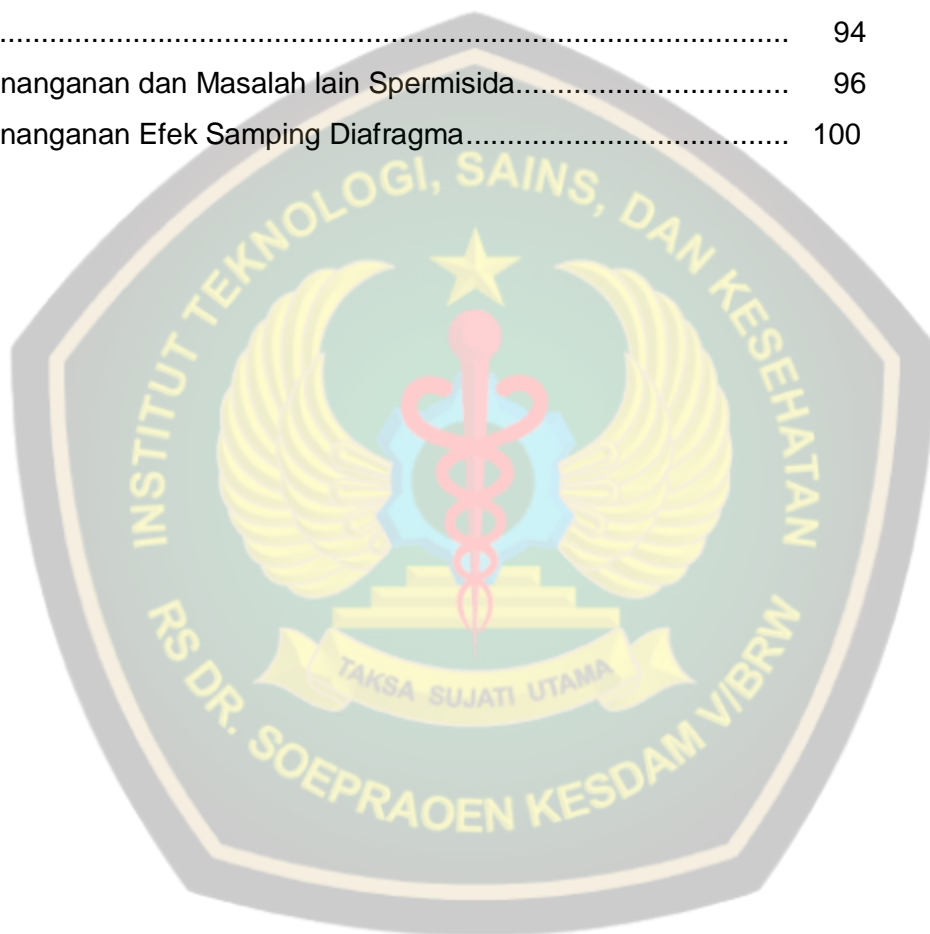 ........................................................................................... 94
nanganan dan Masalah lain Spermisida................................. 96
nanganan Efek Samping Diafragma....................................... 100
INSTITUT TEKNOLOGI, SAINS, DAN KESEHATAN
TAKSA SUJATI UTAMA
RS DR. SOEPRAOEN KESDAM V/BRW